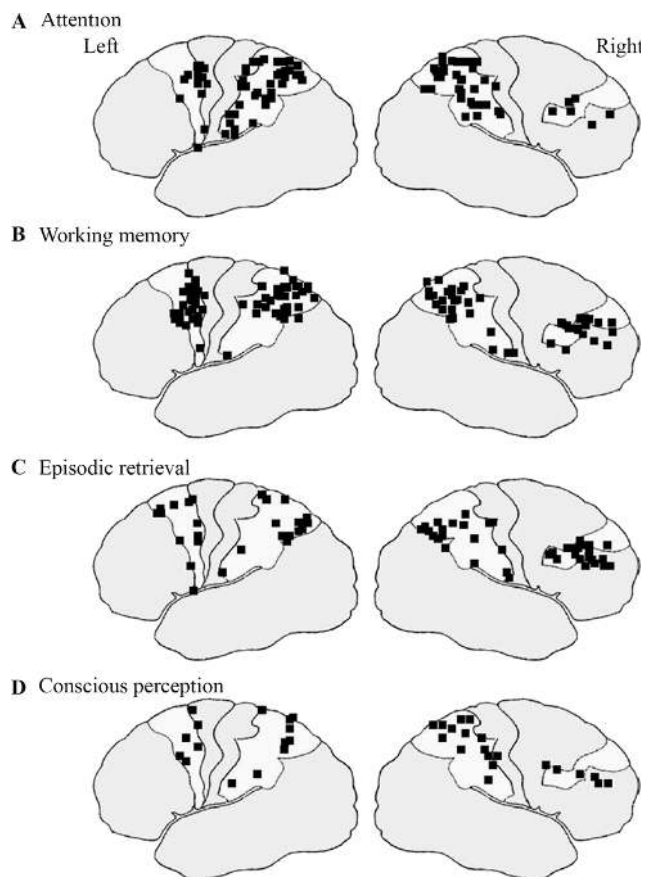 A Attention
Left Right
B Working memory
C Episodic retrieval
D Conscious perception